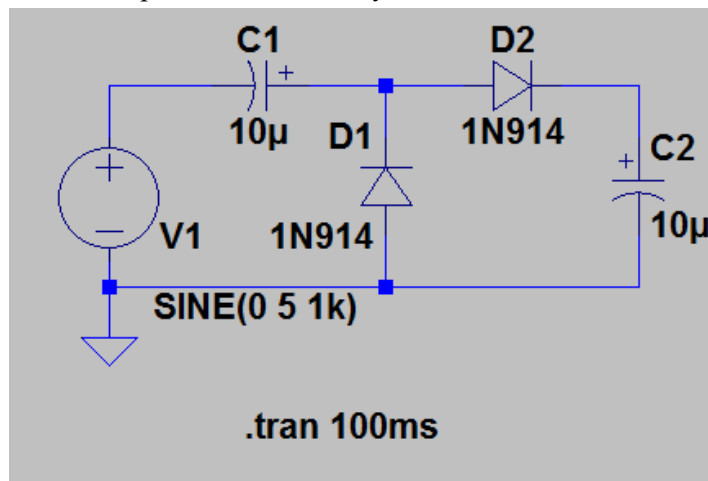 C1
D2
+
10µ
D1
1N914
+
C2
+
V1
1N914
10µ
SINE(0 5 1k)
.tran 100ms